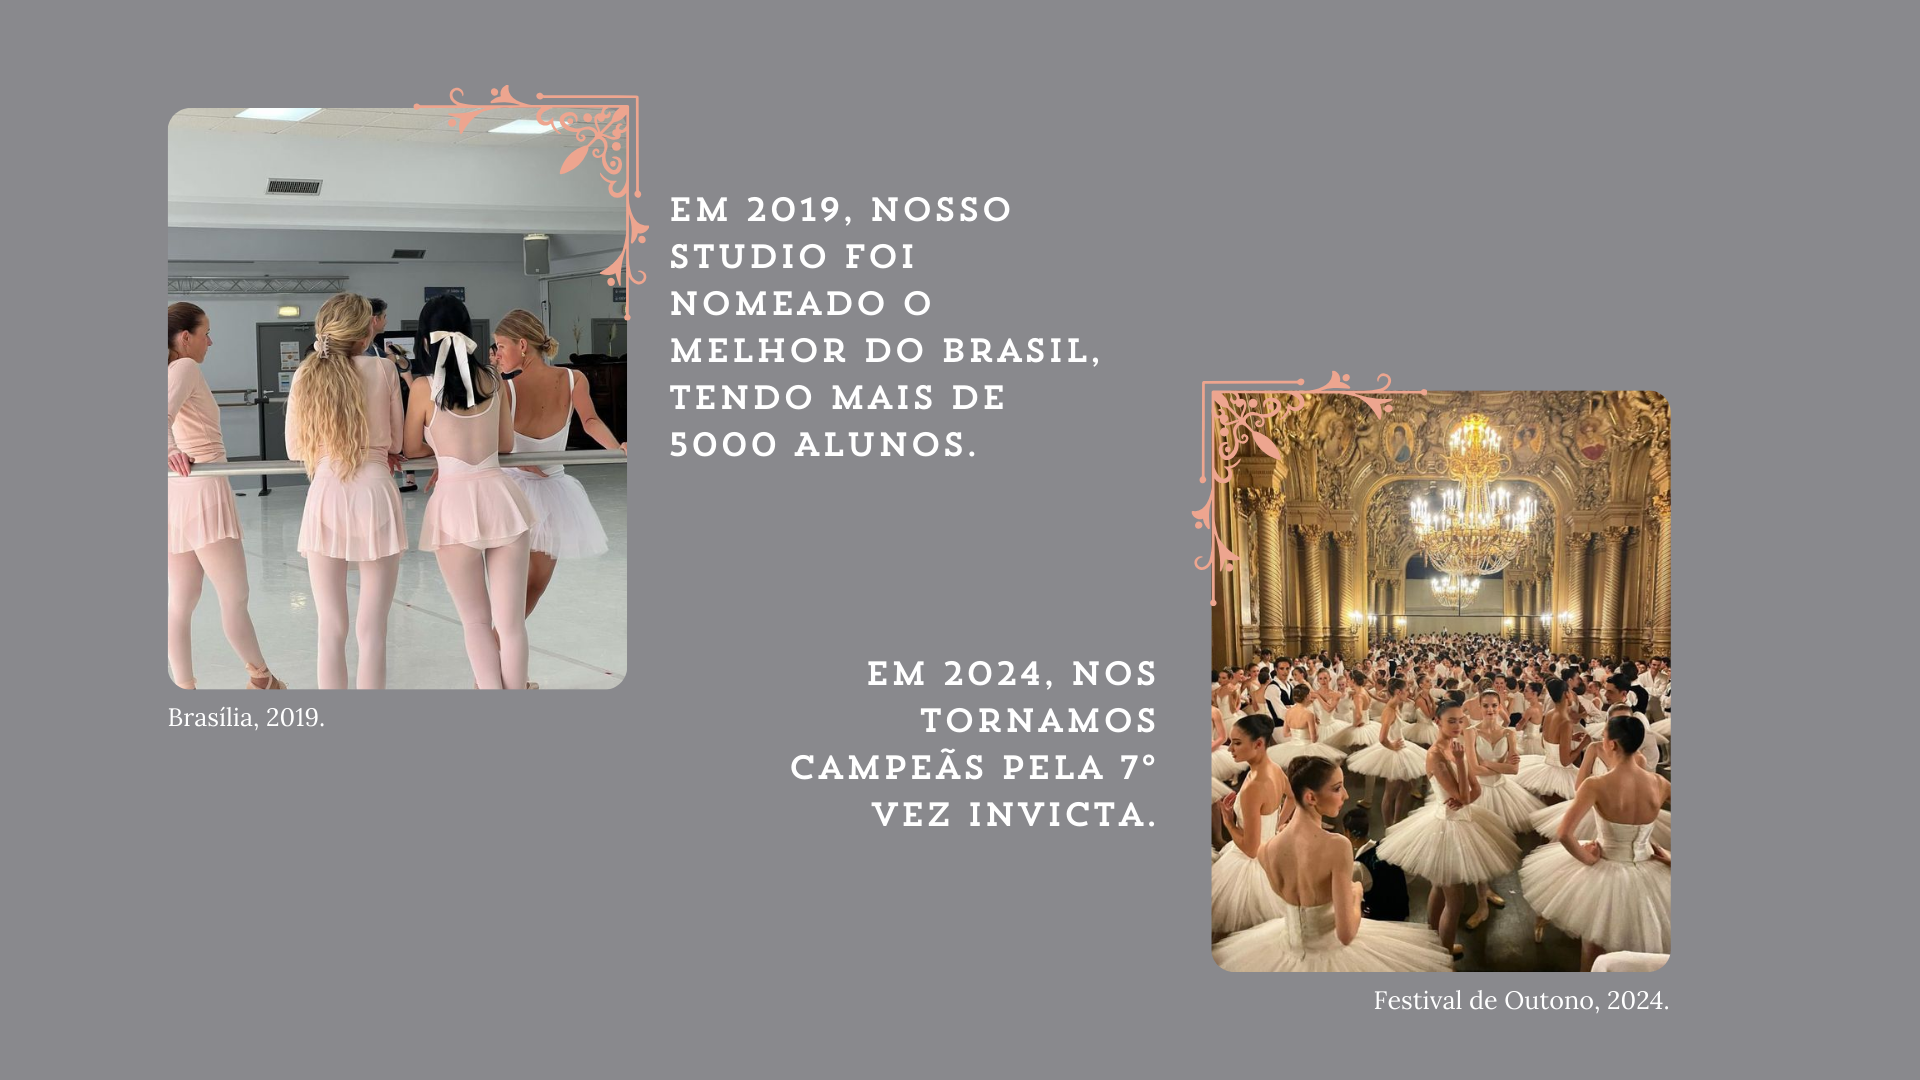 EM 2019, NOSSO
STUDIO FOI
NOMEADO O
MELHOR DO BRASIL,
TENDO MAIS DE
5000 ALUNOS.
Brasília, 2019.
EM 2024, NOS
TORNAMOS
CAMPEÃS PELA 7°
VEZ INVICTA.
Festival de Outono, 2024.